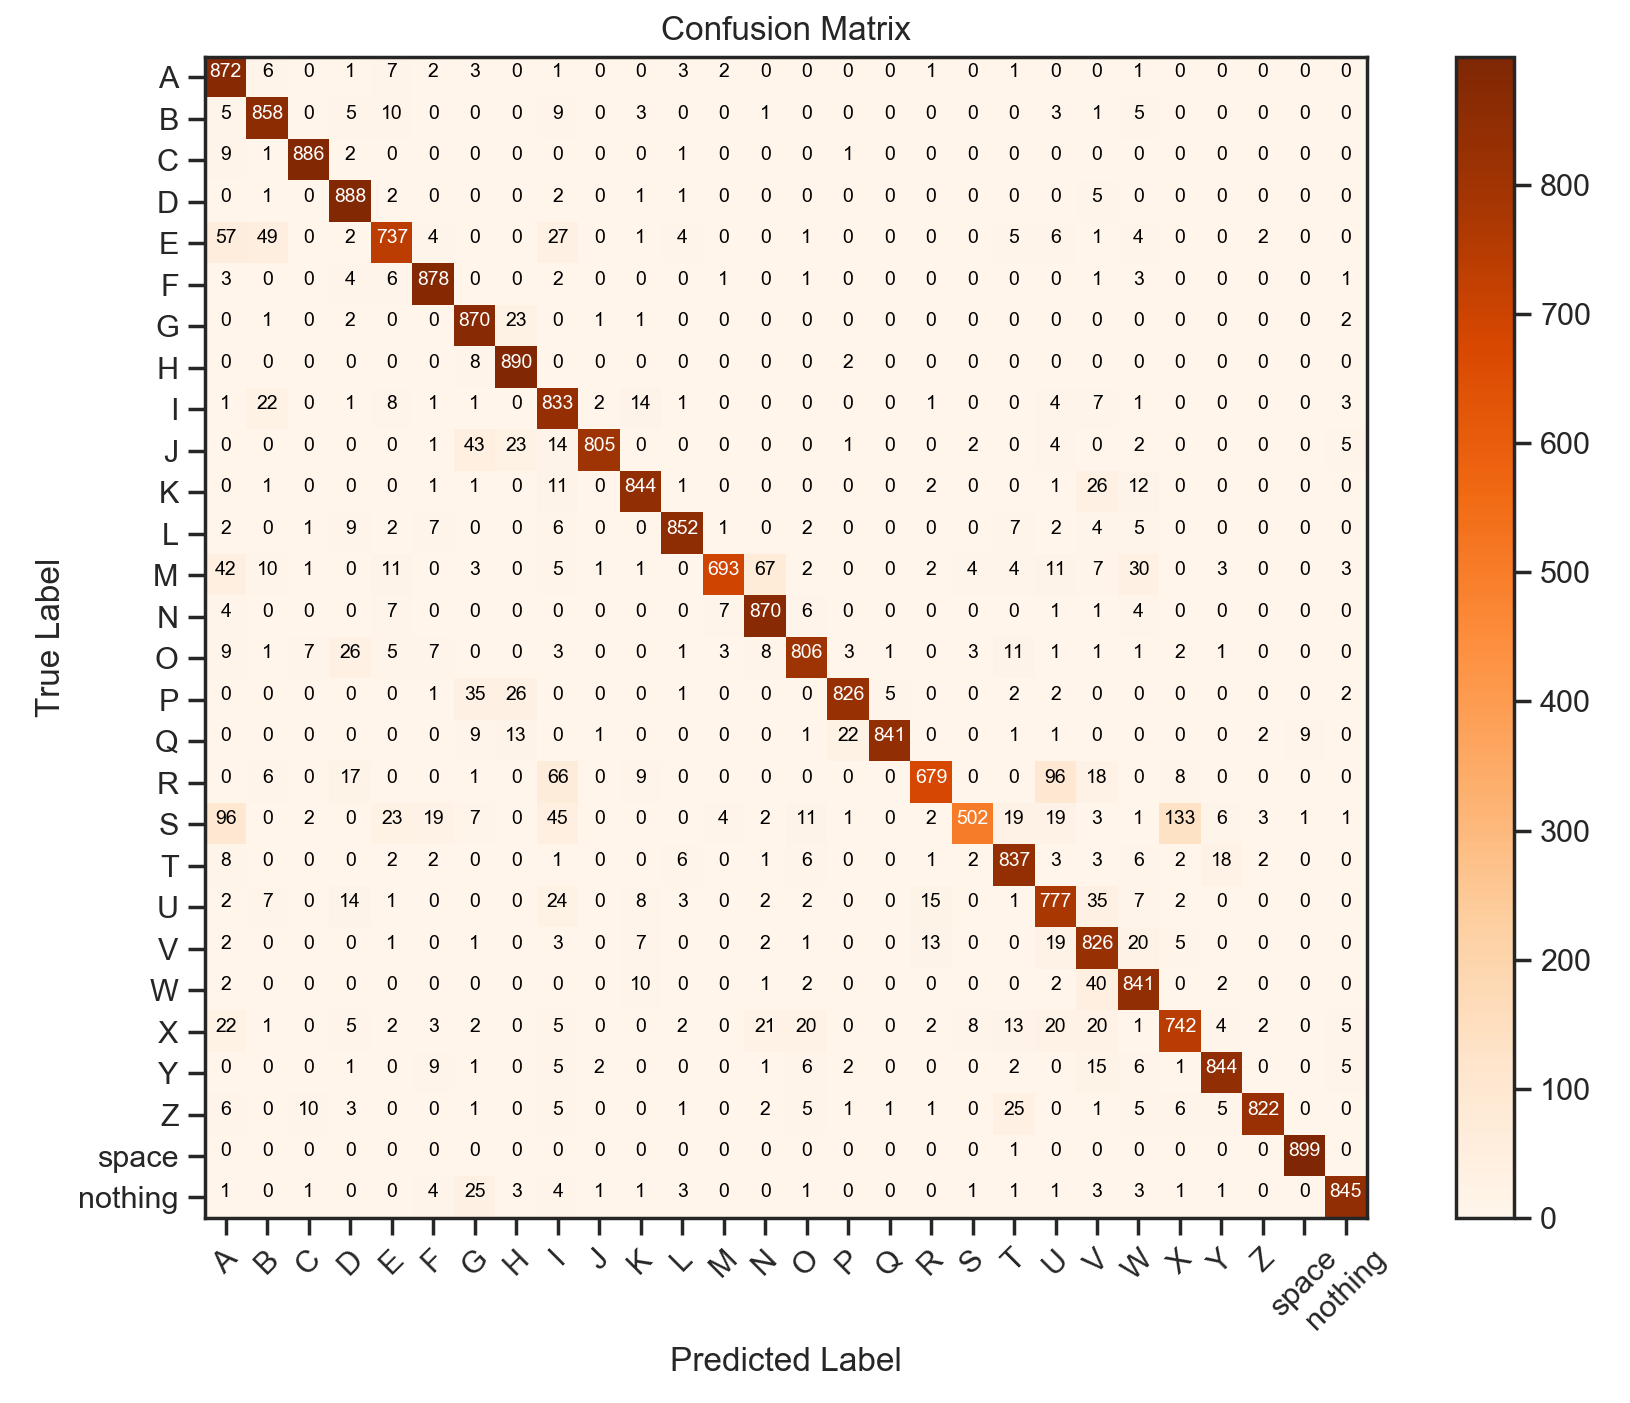 Confusion Matrix
A 872 6 0 1 7 2 3 0 1 0 0 3 2 0 0 0 0 1 0 1 0 0 1 0 0 0 0 0
B 5 858 0 5 10 0 0 0 9 0 3 0 0 1 0 0 0 0 0 0 3 1 5 0 0 0 0 0
C 9 1 886 2 0 0 0 0 0 0 0 1 0 0 0 1 0 0 0 0 0 0 0 0 0 0 0 0
D 0 1 0 888 2 0 0 0 2 0 1 1 0 0 0 0 0 0 0 0 0 5 0 0 0 0 0 0
E 57 49 0 2 737 4 0 0 27 0 1 4 0 0 1 0 0 0 0 5 6 1 4 0 0 2 0 0
F 3 0 0 4 6 878 0 0 2 0 0 0 1 0 1 0 0 0 0 0 0 1 3 0 0 0 0 1
G 0 1 0 2 0 0 870 23 0 1 1 0 0 0 0 0 0 0 0 0 0 0 0 0 0 0 0 2
H 0 0 0 0 0 0 8 890 0 0 0 0 0 0 0 2 0 0 0 0 0 0 0 0 0 0 0 0
I 1 22 0 1 8 1 1 0 833 2 14 1 0 0 0 0 0 1 0 0 4 7 1 0 0 0 0 3
J 0 0 0 0 0 1 43 23 14 805 0 0 0 0 0 1 0 0 2 0 4 0 2 0 0 0 0 5
K 0 1 0 0 0 1 1 0 11 0 844 1 0 0 0 0 0 2 0 0 1 26 12 0 0 0 0 0
L 2 0 1 9 2 7 0 0 6 0 0 852 1 0 2 0 0 0 0 7 2 4 5 0 0 0 0 0
M 42 10 1 0 11 0 3 0 5 1 1 0 693 67 2 0 0 2 4 4 11 7 30 0 3 0 0 3
N 4 0 0 0 7 0 0 0 0 0 0 0 7 870 6 0 0 0 0 0 1 1 4 0 0 0 0 0
O 9 1 7 26 5 7 0 0 3 0 0 1 3 8 806 3 1 0 3 11 1 1 1 2 1 0 0 0
P 0 0 0 0 0 1 35 26 0 0 0 1 0 0 0 826 5 0 0 2 2 0 0 0 0 0 0 2
Q 0 0 0 0 0 0 9 13 0 1 0 0 0 0 1 22 841 0 0 1 1 0 0 0 0 2 9 0
R 0 6 0 17 0 0 1 0 66 0 9 0 0 0 0 0 0 679 0 0 96 18 0 8 0 0 0 0
S 96 0 2 0 23 19 7 0 45 0 0 0 4 2 11 1 0 2 502 19 19 3 1 133 6 3 1 1
T 8 0 0 0 2 2 0 0 1 0 0 6 0 1 6 0 0 1 2 837 3 3 6 2 18 2 0 0
U 2 7 0 14 1 0 0 0 24 0 8 3 0 2 2 0 0 15 0 1 777 35 7 2 0 0 0 0
V 2 0 0 0 1 0 1 0 3 0 7 0 0 2 1 0 0 13 0 0 19 826 20 5 0 0 0 0
W 2 0 0 0 0 0 0 0 0 0 10 0 0 1 2 0 0 0 0 0 2 40 841 0 2 0 0 0
X 22 1 0 5 2 3 2 0 5 0 0 2 0 21 20 0 0 2 8 13 20 20 1 742 4 2 0 5
Y 0 0 0 1 0 9 1 0 5 2 0 0 0 1 6 2 0 0 0 2 0 15 6 1 844 0 0 5
Z 6 0 10 3 0 0 1 0 5 0 0 1 0 2 5 1 1 1 0 25 0 1 5 6 5 822 0 0
space 0 0 0 0 0 0 0 0 0 0 0 0 0 0 0 0 0 0 0 1 0 0 0 0 0 0 899 0
nothing 1 0 1 0 0 4 25 3 4 1 1 3 0 0 1 0 0 0 1 1 1 3 3 1 1 0 0 845
A B C D E F G H I J K L M N O P Q R S T U V W X Y Z space nothing
Predicted Label
True Label
800
700
600
500
400
300
200
100
0